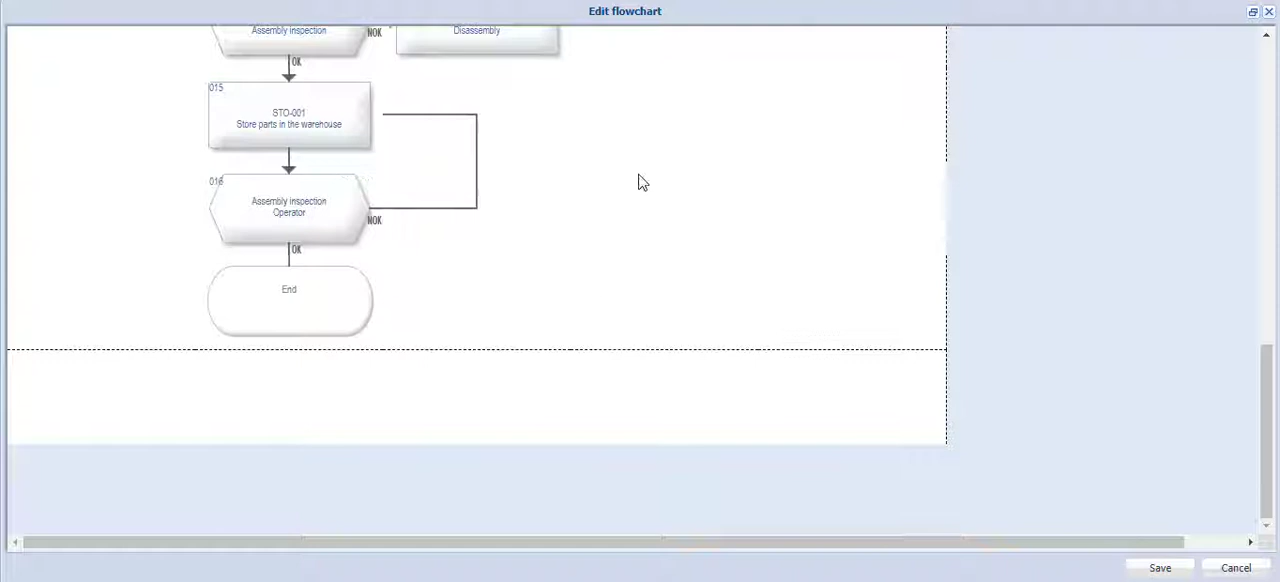 Edit flowchart
Assembly inspection
NOK
Disassembly
OK
015
STO-001
Store parts in the warehouse
016
Assembly inspection
Operator
NOK
OK
End
Save
Cancel